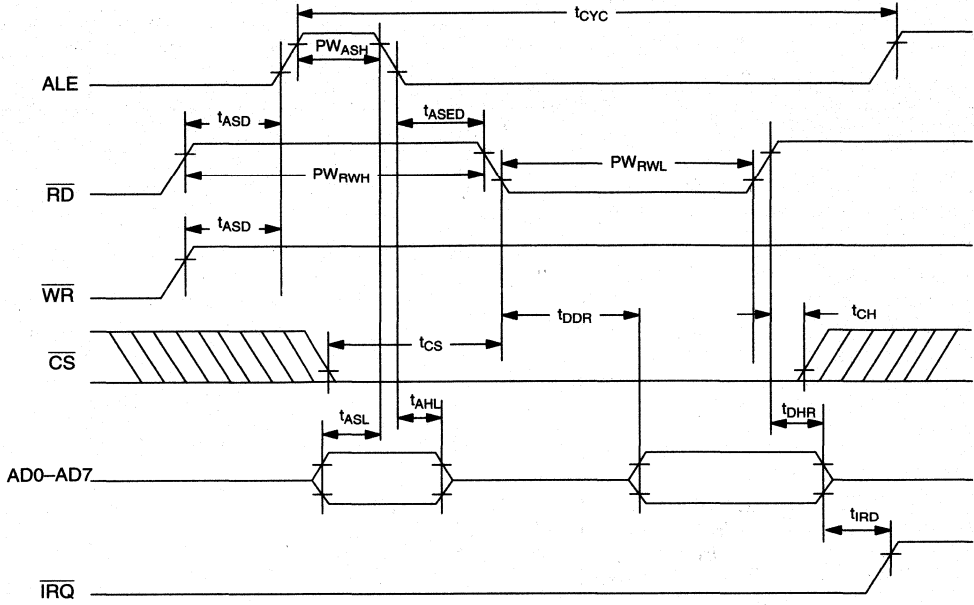 tCYC
PWASH
ALE
tASD
tASED
PWRWH
PWRWL
RD
tASD
WR
tDDR
tCH
tCS
CS
tASL
tAHL
tDHR
AD0–AD7
tIRD
IRQ